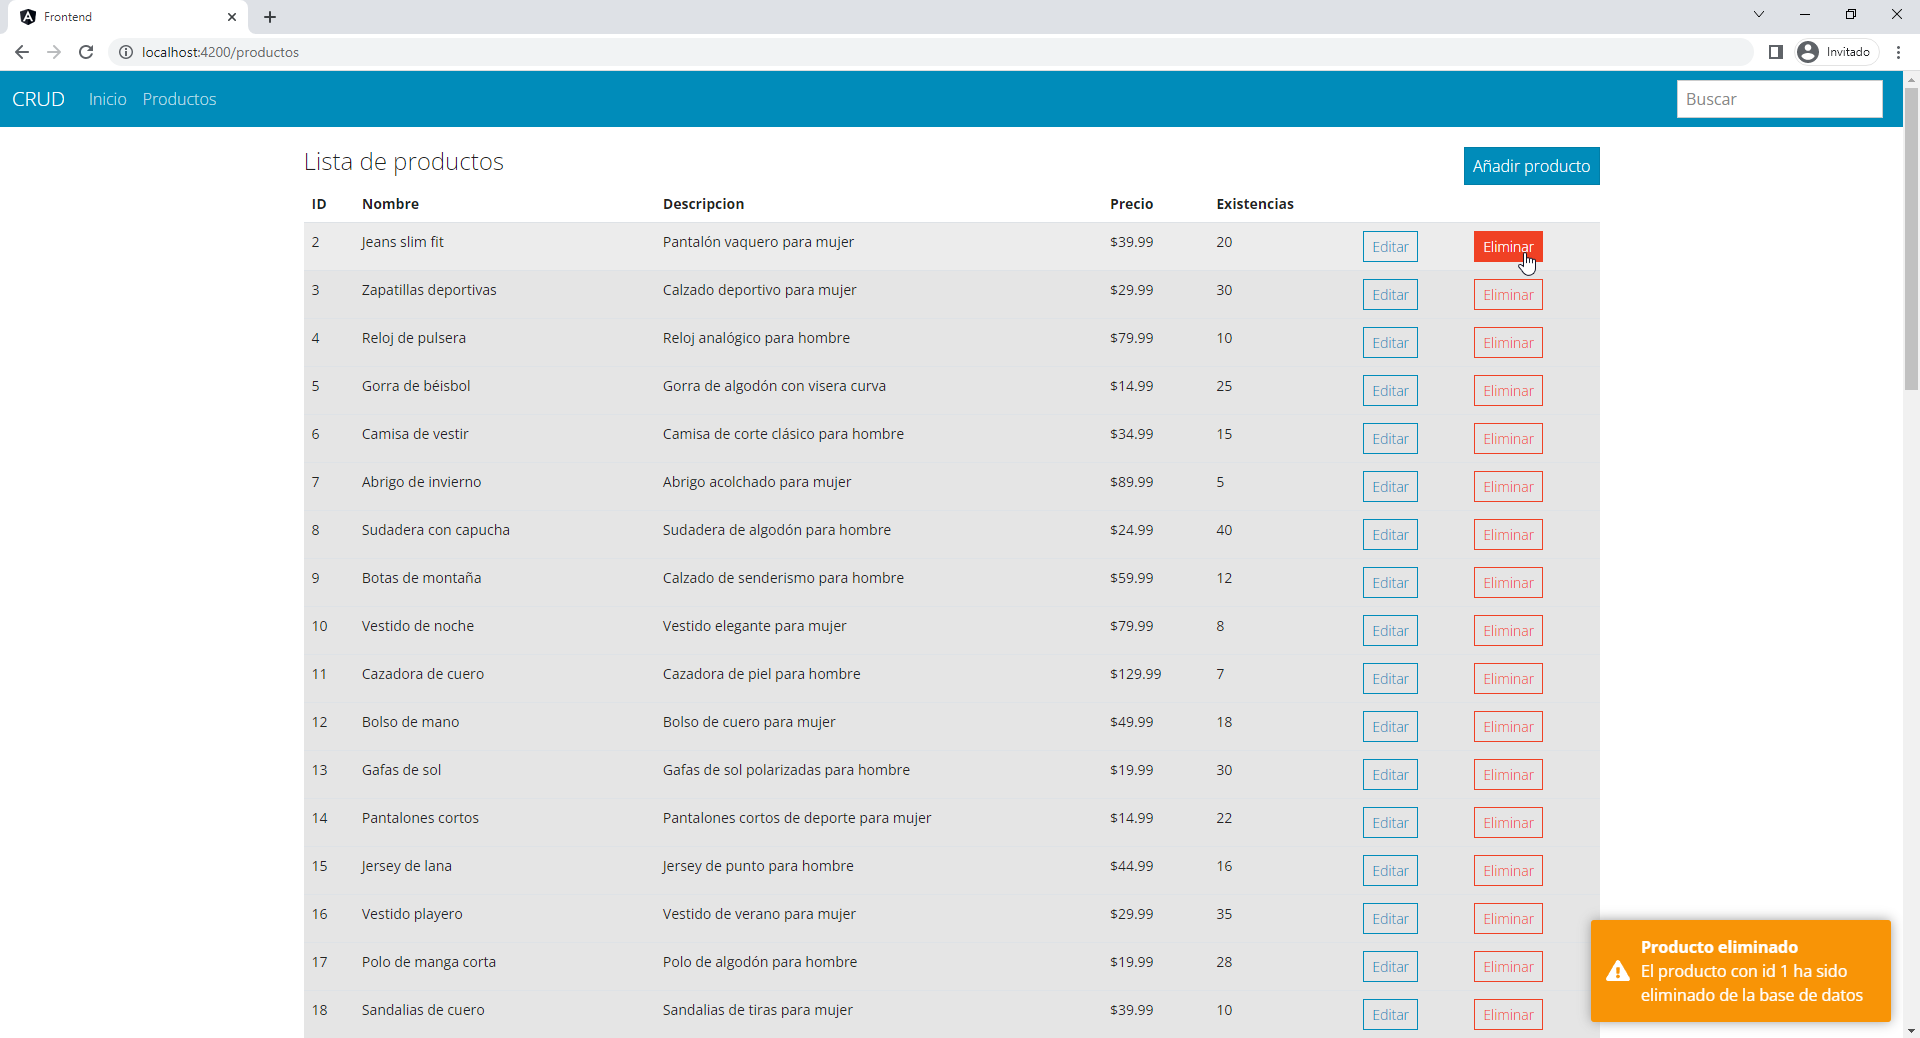 Frontend
localhost:4200/productos
Invitado
CRUD Inicio Productos Buscar
Lista de productos
Añadir producto
ID Nombre Descripcion Precio Existencias
2 Jeans slim fit Pantalón vaquero para mujer $39.99 20 Editar Eliminar
3 Zapatillas deportivas Calzado deportivo para mujer $29.99 30 Editar Eliminar
4 Reloj de pulsera Reloj analógico para hombre $79.99 10 Editar Eliminar
5 Gorra de béisbol Gorra de algodón con visera curva $14.99 25 Editar Eliminar
6 Camisa de vestir Camisa de corte clásico para hombre $34.99 15 Editar Eliminar
7 Abrigo de invierno Abrigo acolchado para mujer $89.99 5 Editar Eliminar
8 Sudadera con capucha Sudadera de algodón para hombre $24.99 40 Editar Eliminar
9 Botas de montaña Calzado de senderismo para hombre $59.99 12 Editar Eliminar
10 Vestido de noche Vestido elegante para mujer $79.99 8 Editar Eliminar
11 Cazadora de cuero Cazadora de piel para hombre $129.99 7 Editar Eliminar
12 Bolso de mano Bolso de cuero para mujer $49.99 18 Editar Eliminar
13 Gafas de sol Gafas de sol polarizadas para hombre $19.99 30 Editar Eliminar
14 Pantalones cortos Pantalones cortos de deporte para mujer $14.99 22 Editar Eliminar
15 Jersey de lana Jersey de punto para hombre $44.99 16 Editar Eliminar
16 Vestido playero Vestido de verano para mujer $29.99 35 Editar Eliminar
17 Polo de manga corta Polo de algodón para hombre $19.99 28 Editar Eliminar
18 Sandalias de cuero Sandalias de tiras para mujer $39.99 10 Editar Eliminar
Producto eliminado
El producto con id 1 ha sido
eliminado de la base de datos